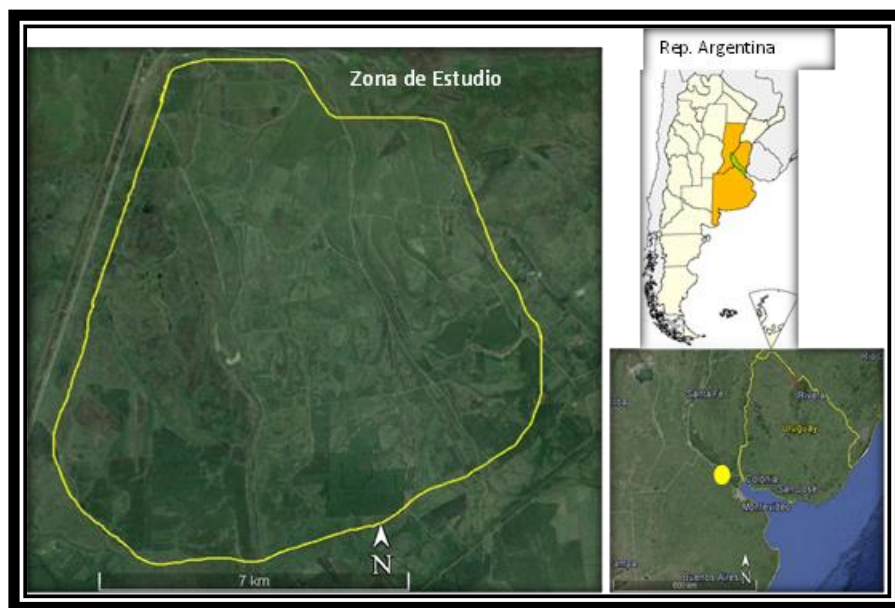 Zona de Estudio
7 km
N
Rep. Argentina
Santa Fe
Rivera
Uruguay
Colonia
San José
Montevideo
Buenos Aires
N